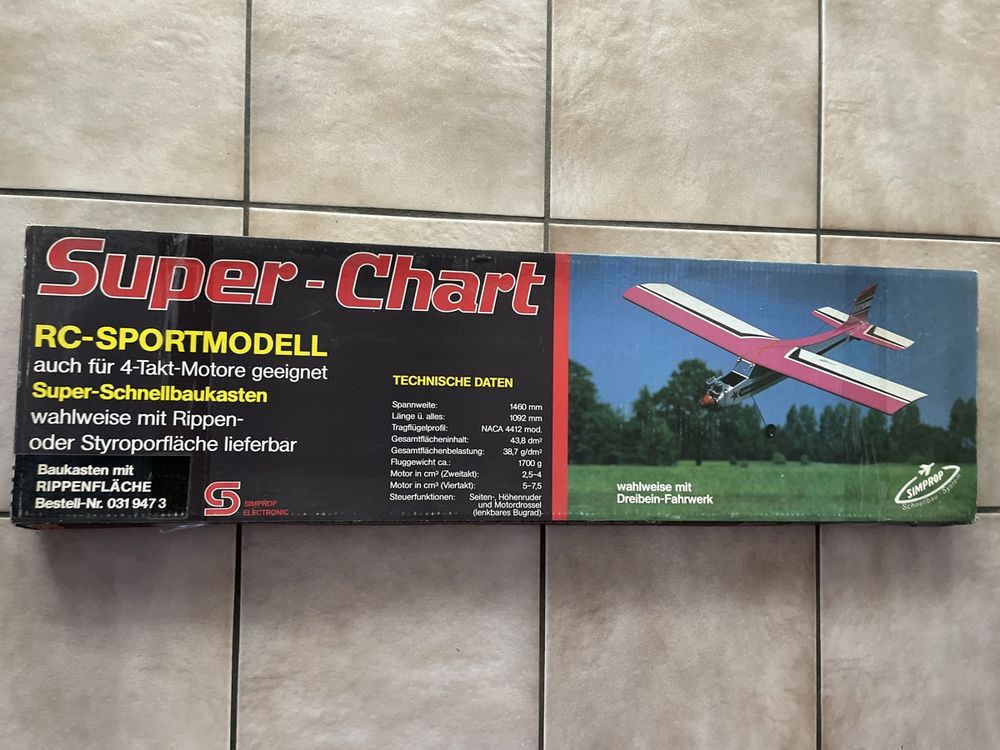 Super-Chart
RC-SPORTMODELL
auch für 4-Takt-Motore geeignet
Super-Schnellbaukasten
wahlweise mit Rippen-
oder Styroporfläche lieferbar
Baukasten mit
RIPPENFLÄCHE
Bestell-Nr. 031 947 3
SIMPROP
ELECTRONIC
TECHNISCHE DATEN
Spannweite: 1460 mm
Länge ü. alles: 1092 mm
Tragflügelprofil: NACA 4412 mod.
Gesamtflächeninhalt: 43,8 dm²
Gesamtflächenbelastung: 38,7 g/dm²
Fluggewicht ca.: 1700 g
Motor in cm³ (Zweitakt): 2,5-4
Motor in cm³ (Viertakt): 5-7,5
Steuerfunktionen: Seiten-, Höhenruder
und Motordrossel
(lenkbares Bugrad)
wahlweise mit
Dreibein-Fahrwerk
SIMPROP
Schnellbau-System